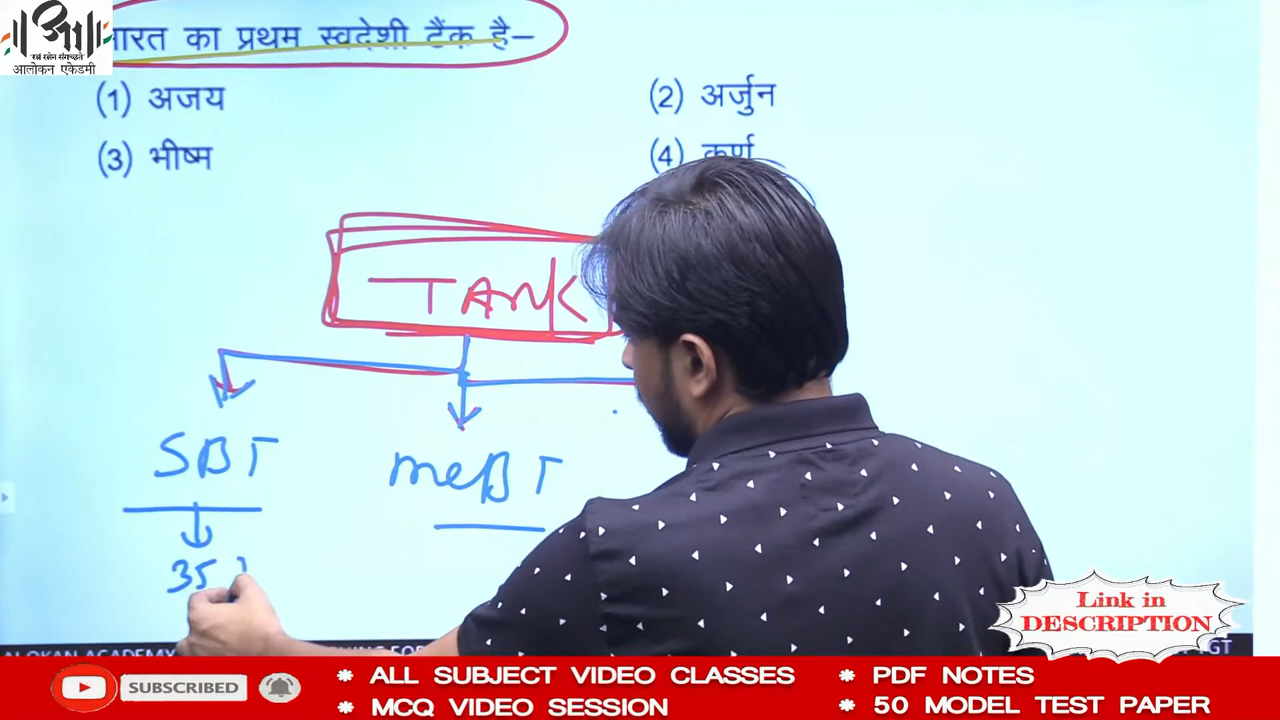 भारत का प्रथम स्वदेशी टैंक है–
आलोकन एकेडमी
(1) अजय
(2) अर्जुन
(3) भीष्म
(4) कर्ण
TANK
SBT
MeBT
35
Link in
DESCRIPTION
SUBSCRIBED
* ALL SUBJECT VIDEO CLASSES
* PDF NOTES
* MCQ VIDEO SESSION
* 50 MODEL TEST PAPER